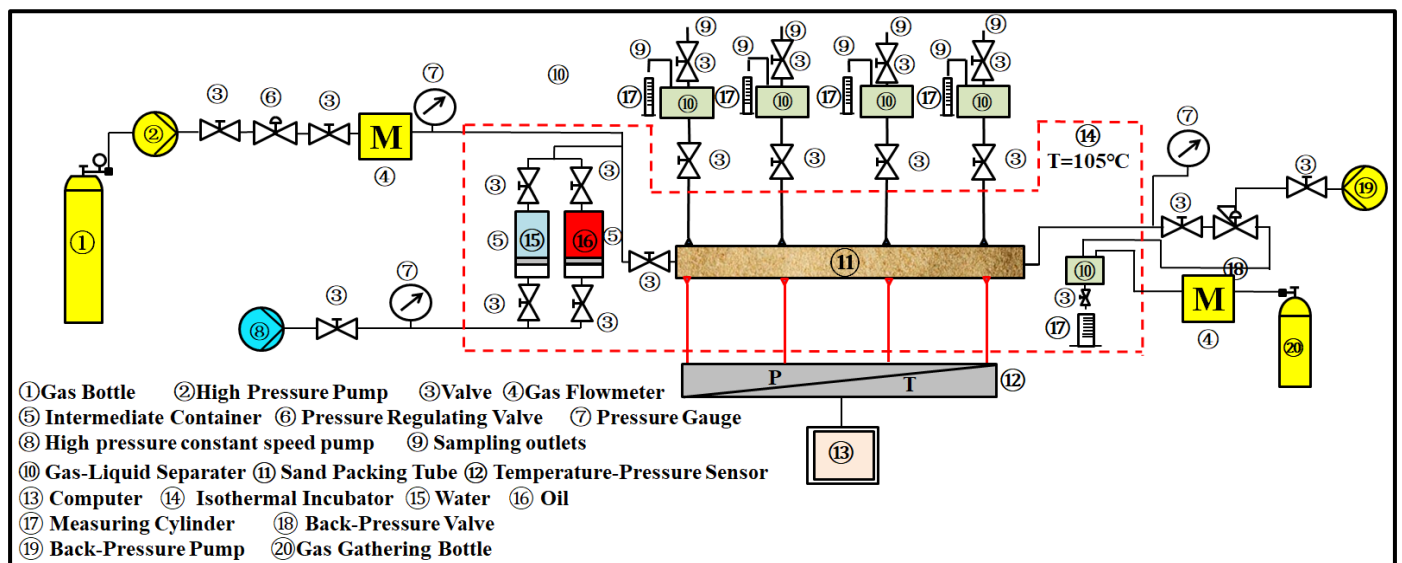 ⑨ ⑨ ⑨ ⑨
⑨ ⑨ ⑨ ⑨
⑦ ⑩ ③ ③ ③ ③
③ ⑥ ③ ⑰ ⑩ ⑰ ⑩ ⑰ ⑩ ⑰ ⑩
② M ④ ⑭ ⑦
T=105°C
③ ③ ③ ③ ③ ③ ③ ⑲
① ⑤ ⑮ ⑯ ⑤ ③
⑪ ③
⑦ ⑩ ⑱
③ ③ ③ ③ M
⑧ ⑰ ④ ⑳
P T ⑫
⑬
①Gas Bottle ②High Pressure Pump ③Valve ④Gas Flowmeter
⑤ Intermediate Container ⑥ Pressure Regulating Valve ⑦ Pressure Gauge
⑧ High pressure constant speed pump ⑨ Sampling outlets
⑩ Gas-Liquid Separater ⑪ Sand Packing Tube ⑫ Temperature-Pressure Sensor
⑬ Computer ⑭ Isothermal Incubator ⑮ Water ⑯ Oil
⑰ Measuring Cylinder ⑱ Back-Pressure Valve
⑲ Back-Pressure Pump ⑳Gas Gathering Bottle